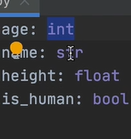 age: int
name: str
height: float
is_human: bool